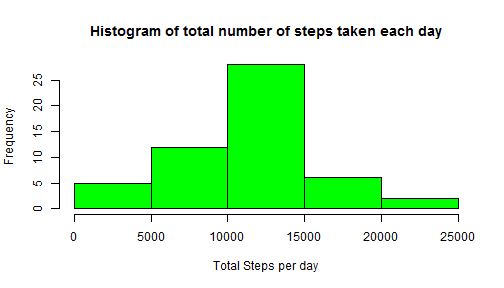 Histogram of total number of steps taken each day
Frequency
25
20
15
10
5
0
0 5000 10000 15000 20000 25000
Total Steps per day